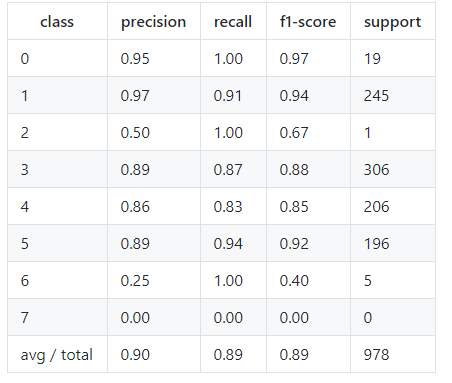 class precision recall f1-score support
0 0.95 1.00 0.97 19
1 0.97 0.91 0.94 245
2 0.50 1.00 0.67 1
3 0.89 0.87 0.88 306
4 0.86 0.83 0.85 206
5 0.89 0.94 0.92 196
6 0.25 1.00 0.40 5
7 0.00 0.00 0.00 0
avg / total 0.90 0.89 0.89 978